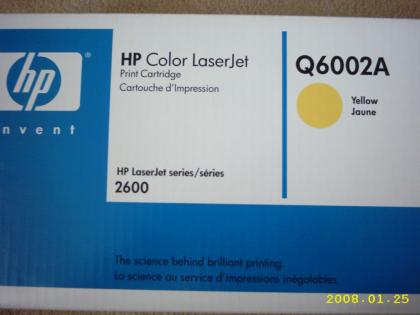 hp
invent
HP Color LaserJet
Print Cartridge
Cartouche d'Impression
HP LaserJet series/séries
2600
Q6002A
Yellow
Jaune
The science behind brilliant printing.
La science au service d'impressions inégalables.
2008.01.25